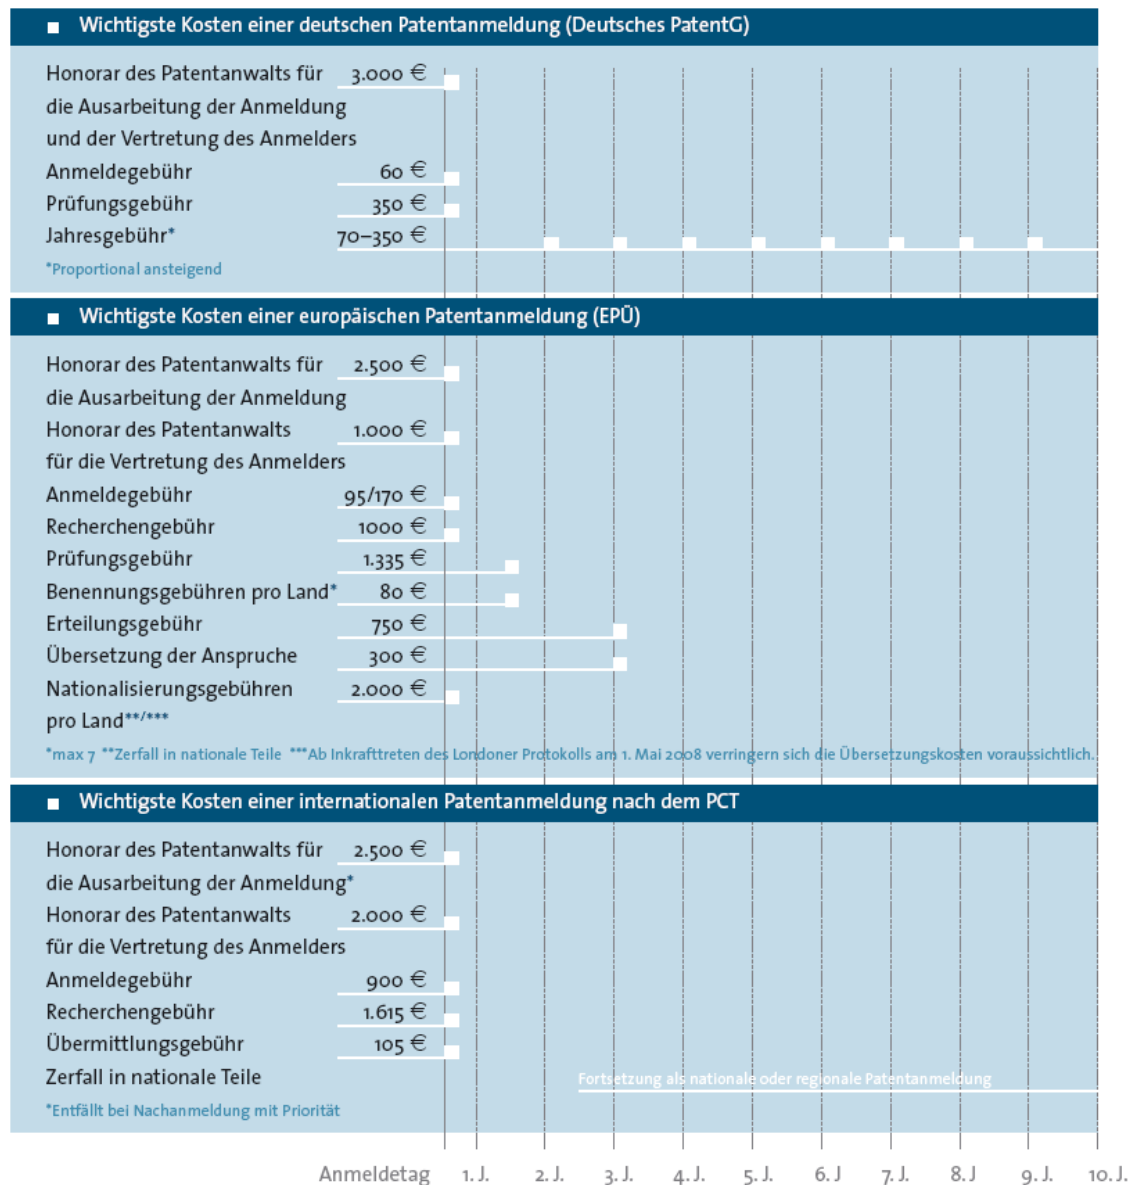 Wichtigste Kosten einer deutschen Patentanmeldung (Deutsches PatentG)
Honorar des Patentanwalts für 3.000 €
die Ausarbeitung der Anmeldung
und der Vertretung des Anmelders
Anmeldegebühr 60 €
Prüfungsgebühr 350 €
Jahresgebühr* 70–350 €
*Proportional ansteigend
Wichtigste Kosten einer europäischen Patentanmeldung (EPÜ)
Honorar des Patentanwalts für 2.500 €
die Ausarbeitung der Anmeldung
Honorar des Patentanwalts 1.000 €
für die Vertretung des Anmelders
Anmeldegebühr 95/170 €
Recherchengebühr 1000 €
Prüfungsgebühr 1.335 €
Benennungsgebühren pro Land* 80 €
Erteilungsgebühr 750 €
Übersetzung der Anspruche 300 €
Nationalisierungsgebühren 2.000 €
pro Land**/***
*max 7 **Zerfall in nationale Teile ***Ab Inkrafttreten des Londoner Protokolls am 1. Mai 2008 verringern sich die Übersetzungskosten voraussichtlich.
Wichtigste Kosten einer internationalen Patentanmeldung nach dem PCT
Honorar des Patentanwalts für 2.500 €
die Ausarbeitung der Anmeldung*
Honorar des Patentanwalts 2.000 €
für die Vertretung des Anmelders
Anmeldegebühr 900 €
Recherchengebühr 1.615 €
Übermittlungsgebühr 105 €
Zerfall in nationale Teile Fortsetzung als nationale oder regionale Patentanmeldung
*Entfällt bei Nachanmeldung mit Priorität
Anmeldetag 1. J. 2. J. 3. J. 4. J. 5. J. 6. J 7. J. 8. J 9. J. 10. J.